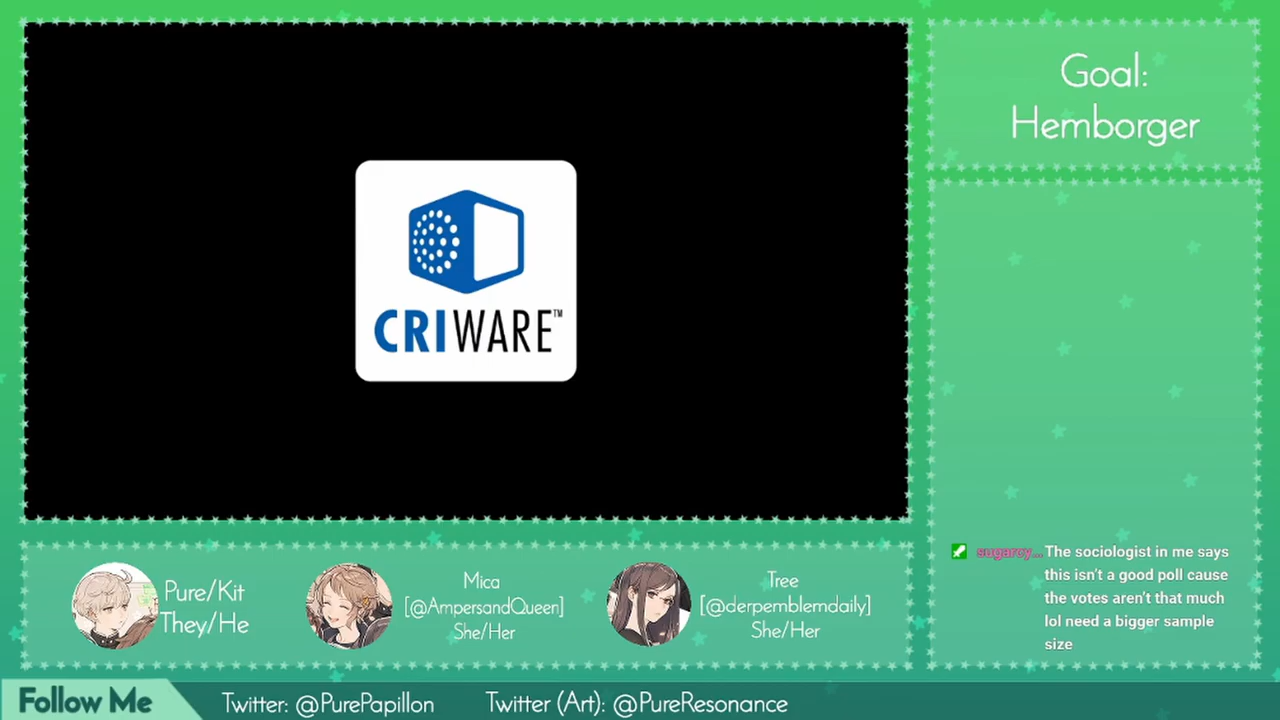 Goal:
Hemborger
CRIWARE™
sugarcy... The sociologist in me says
this isn't a good poll cause
the votes aren't that much
lol need a bigger sample
size
Pure/Kit
They/He
Mica
[@AmpersandQueen]
She/Her
Tree
[@derpemblemdaily]
She/Her
Follow Me
Twitter: @PurePapillon
Twitter (Art): @PureResonance